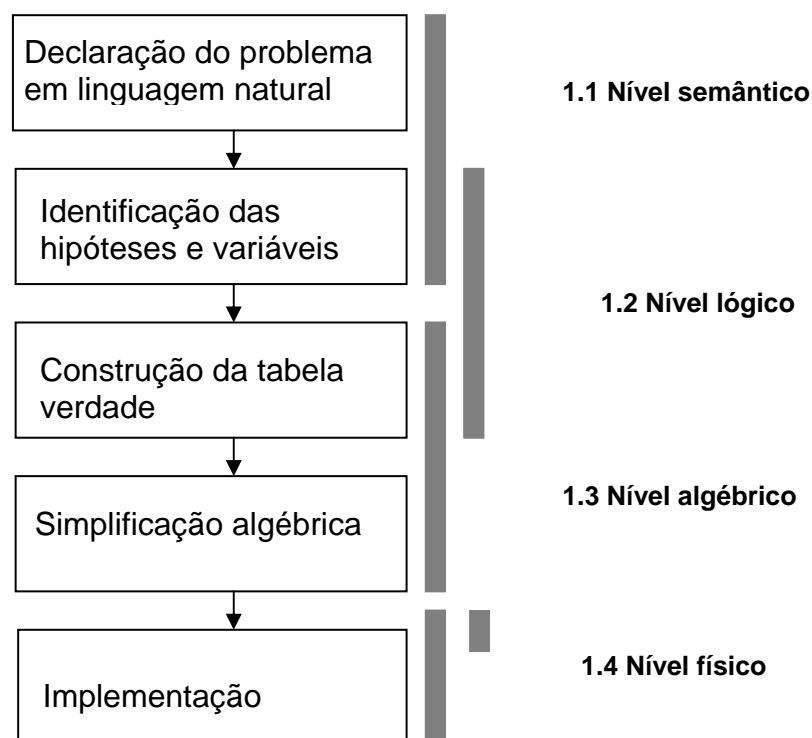 Declaração do problema
em linguagem natural
1.1 Nível semântico
Identificação das
hipóteses e variáveis
1.2 Nível lógico
Construção da tabela
verdade
1.3 Nível algébrico
Simplificação algébrica
1.4 Nível físico
Implementação